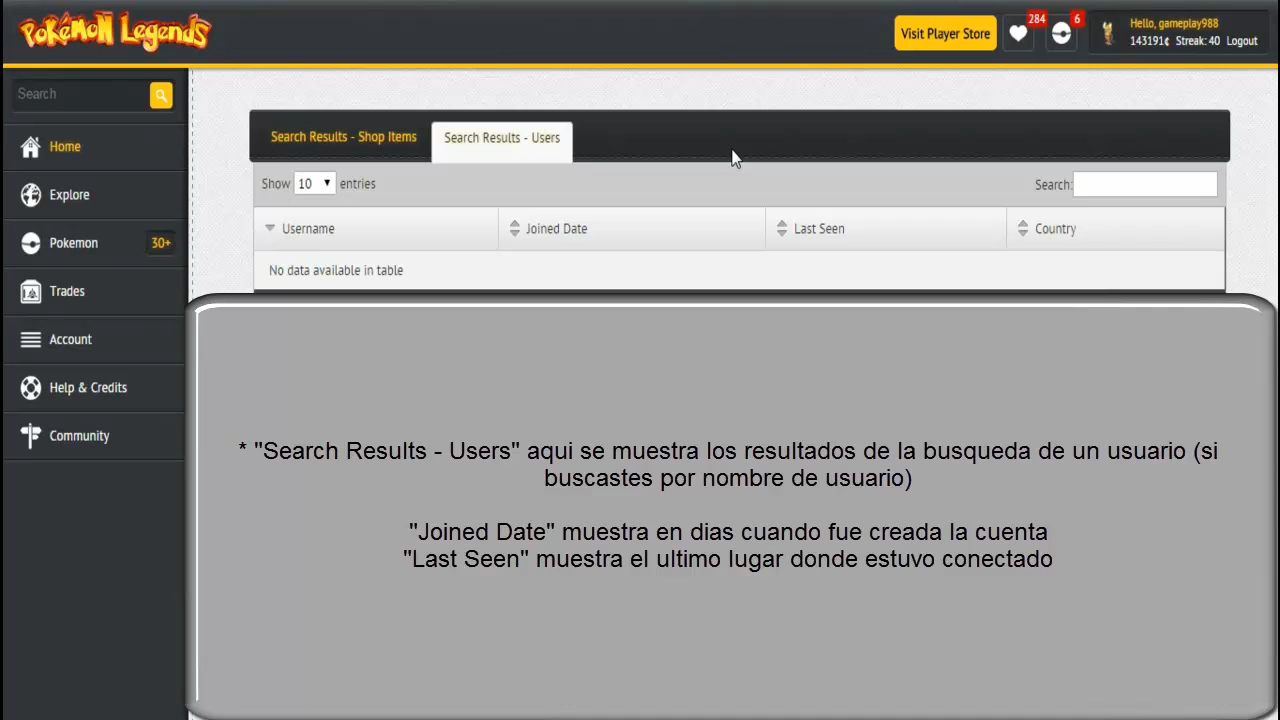 Pokémon Legends
Visit Player Store
284
6
Hello, gameplay988
143191¢ Streak: 40 Logout
Search
Home
Explore
Pokemon 30+
Trades
Account
Help & Credits
Community
Search Results - Shop Items
Search Results - Users
Show 10 entries
Search:
Username
Joined Date
Last Seen
Country
No data available in table
* "Search Results - Users" aqui se muestra los resultados de la busqueda de un usuario (si
buscastes por nombre de usuario)
"Joined Date" muestra en dias cuando fue creada la cuenta
"Last Seen" muestra el ultimo lugar donde estuvo conectado